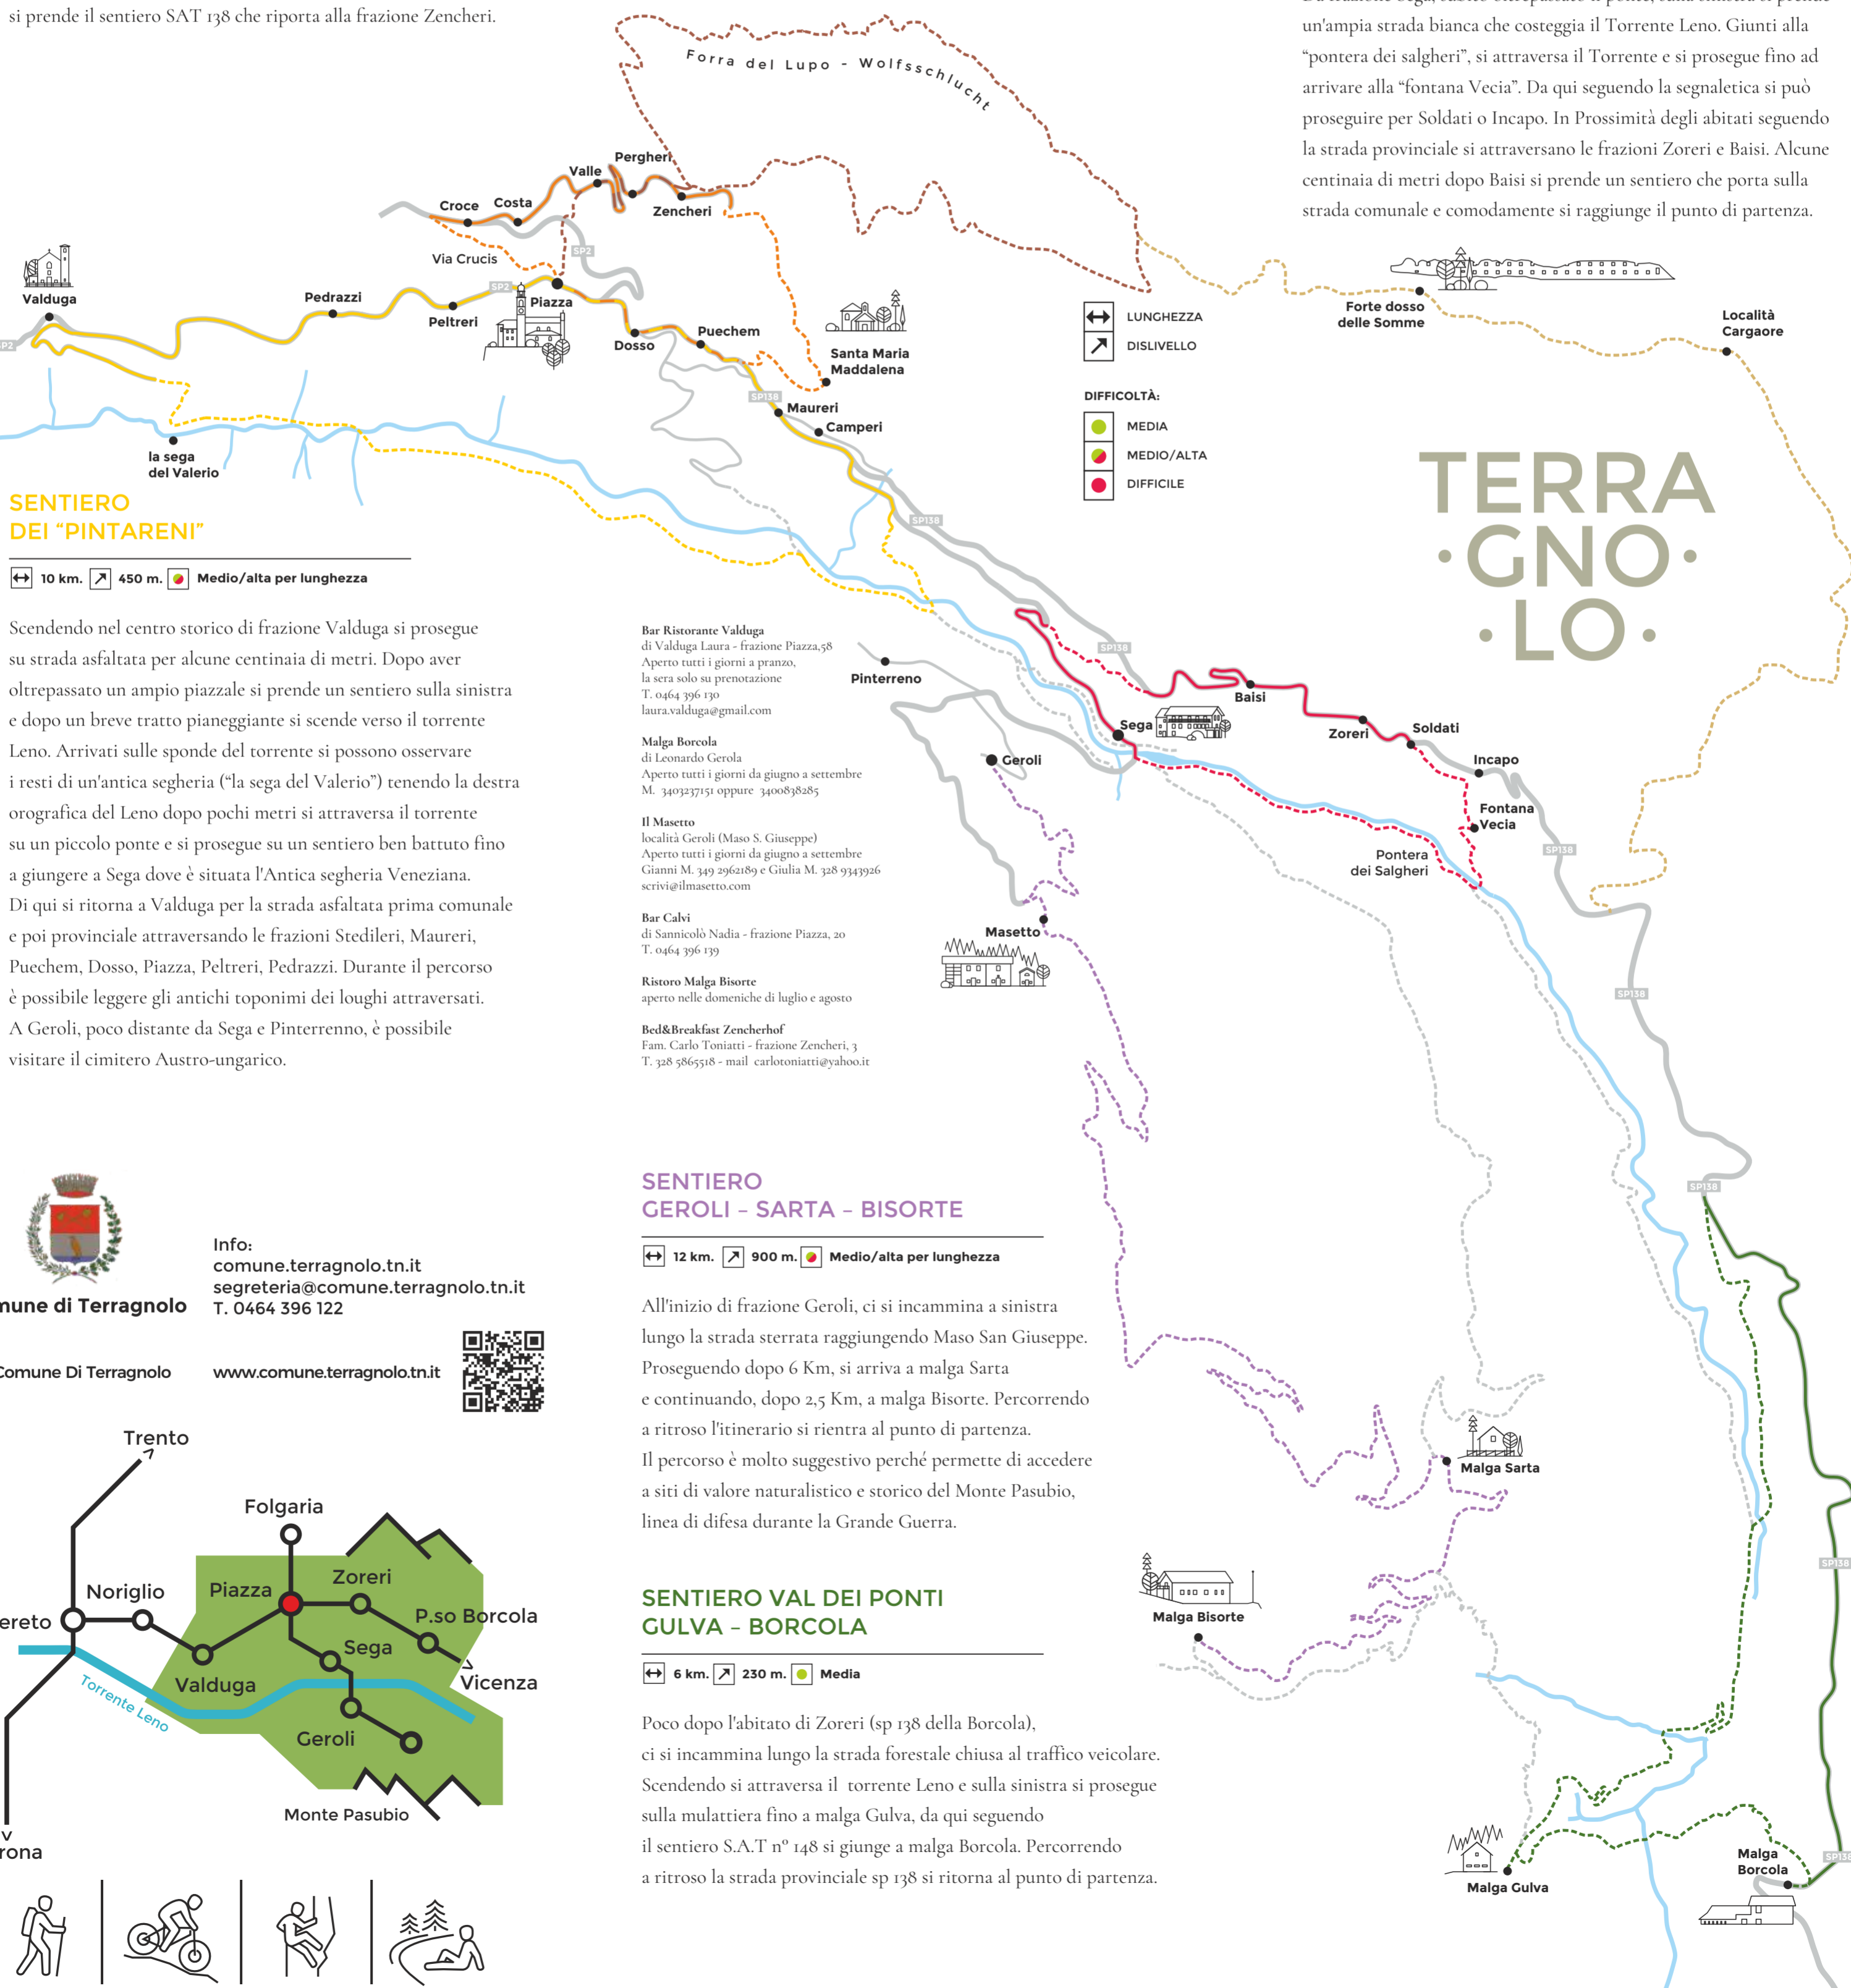 si prende il sentiero SAT 138 che riporta alla frazione Zencheri.
un'ampia strada bianca che costeggia il Torrente Leno. Giunti alla
“pontera dei salgheri”, si attraversa il Torrente e si prosegue fino ad
arrivare alla “fontana Vecia”. Da qui seguendo la segnaletica si può
proseguire per Soldati o Incapo. In Prossimità degli abitati seguendo
la strada provinciale si attraversano le frazioni Zoreri e Baisi. Alcune
centinaia di metri dopo Baisi si prende un sentiero che porta sulla
strada comunale e comodamente si raggiunge il punto di partenza.
Forra del Lupo - Wolfsschlucht
Pergheri
Valle
Croce
Costa
Zencheri
Via Crucis
SP2
SP2
Valduga
Pedrazzi
Peltreri
Piazza
Dosso
Puechem
Santa Maria
Maddalena
SP138
Maureri
Camperi
la sega
del Valerio
LUNGHEZZA
DISLIVELLO
DIFFICOLTÀ:
MEDIA
MEDIO/ALTA
DIFFICILE
Forte dosso
delle Somme
Località
Cargaore
TERRA
·GNO·
·LO·
SENTIERO
DEI “PINTARENI”
10 km. 450 m. Medio/alta per lunghezza
Scendendo nel centro storico di frazione Valduga si prosegue
su strada asfaltata per alcune centinaia di metri. Dopo aver
oltrepassato un ampio piazzale si prende un sentiero sulla sinistra
e dopo un breve tratto pianeggiante si scende verso il torrente
Leno. Arrivati sulle sponde del torrente si possono osservare
i resti di un'antica segheria (“la sega del Valerio”) tenendo la destra
orografica del Leno dopo pochi metri si attraversa il torrente
su un piccolo ponte e si prosegue su un sentiero ben battuto fino
a giungere a Sega dove è situata l'Antica segheria Veneziana.
Di qui si ritorna a Valduga per la strada asfaltata prima comunale
e poi provinciale attraversando le frazioni Stedileri, Maureri,
Puechem, Dosso, Piazza, Peltreri, Pedrazzi. Durante il percorso
è possibile leggere gli antichi toponimi dei loughi attraversati.
A Geroli, poco distante da Sega e Pinterrenno, è possibile
visitare il cimitero Austro-ungarico.
Bar Ristorante Valduga
di Valduga Laura - frazione Piazza,58
Aperto tutti i giorni a pranzo,
la sera solo su prenotazione
T. 0464 396 130
laura.valduga@gmail.com
Malga Borcola
di Leonardo Gerola
Aperto tutti i giorni da giugno a settembre
M. 3403237151 oppure 3400838285
Il Masetto
località Geroli (Maso S. Giuseppe)
Aperto tutti i giorni da giugno a settembre
Gianni M. 349 2962189 e Giulia M. 328 9343926
scrivi@ilmasetto.com
Bar Calvi
di Sannicolò Nadia - frazione Piazza, 20
T. 0464 396 139
Ristoro Malga Bisorte
aperto nelle domeniche di luglio e agosto
Bed&Breakfast Zencherhof
Fam. Carlo Toniatti - frazione Zencheri, 3
T. 328 5865518 - mail carlotoniatti@yahoo.it
SP138
SP138
Pinterreno
Geroli
Sega
Baisi
Zoreri
Soldati
Incapo
Fontana
Vecia
Pontera
dei Salgheri
SP138
Masetto
SP138
SP138
SENTIERO
GEROLI – SARTA – BISORTE
12 km. 900 m. Medio/alta per lunghezza
All'inizio di frazione Geroli, ci si incammina a sinistra
lungo la strada sterrata raggiungendo Maso San Giuseppe.
Proseguendo dopo 6 Km, si arriva a malga Sarta
e continuando, dopo 2,5 Km, a malga Bisorte. Percorrendo
a ritroso l'itinerario si rientra al punto di partenza.
Il percorso è molto suggestivo perché permette di accedere
a siti di valore naturalistico e storico del Monte Pasubio,
linea di difesa durante la Grande Guerra.
SENTIERO VAL DEI PONTI
GULVA – BORCOLA
6 km. 230 m. Media
Poco dopo l'abitato di Zoreri (sp 138 della Borcola),
ci si incammina lungo la strada forestale chiusa al traffico veicolare.
Scendendo si attraversa il torrente Leno e sulla sinistra si prosegue
sulla mulattiera fino a malga Gulva, da qui seguendo
il sentiero S.A.T n° 148 si giunge a malga Borcola. Percorrendo
a ritroso la strada provinciale sp 138 si ritorna al punto di partenza.
Malga Sarta
Malga Bisorte
SP138
Malga Gulva
Malga
Borcola
SP138
mune di Terragnolo
Info:
comune.terragnolo.tn.it
segreteria@comune.terragnolo.tn.it
T. 0464 396 122
Comune Di Terragnolo
www.comune.terragnolo.tn.it
Trento
Folgaria
Noriglio
Piazza
Zoreri
ereto
P.so Borcola
Sega
Valduga
Vicenza
Torrente Leno
Geroli
Monte Pasubio
rona